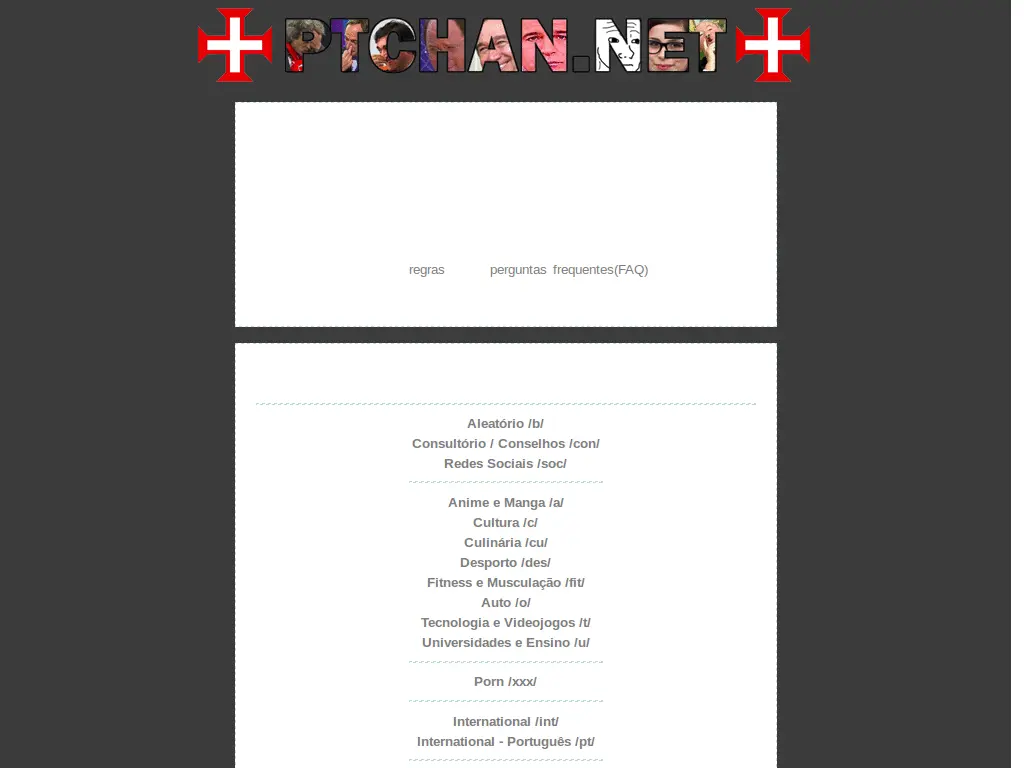 PTCHAN.NET
regras perguntas frequentes(FAQ)
Aleatório /b/
Consultório / Conselhos /con/
Redes Sociais /soc/
Anime e Manga /a/
Cultura /c/
Culinária /cu/
Desporto /des/
Fitness e Musculação /fit/
Auto /o/
Tecnologia e Videojogos /t/
Universidades e Ensino /u/
Porn /xxx/
International /int/
International - Português /pt/